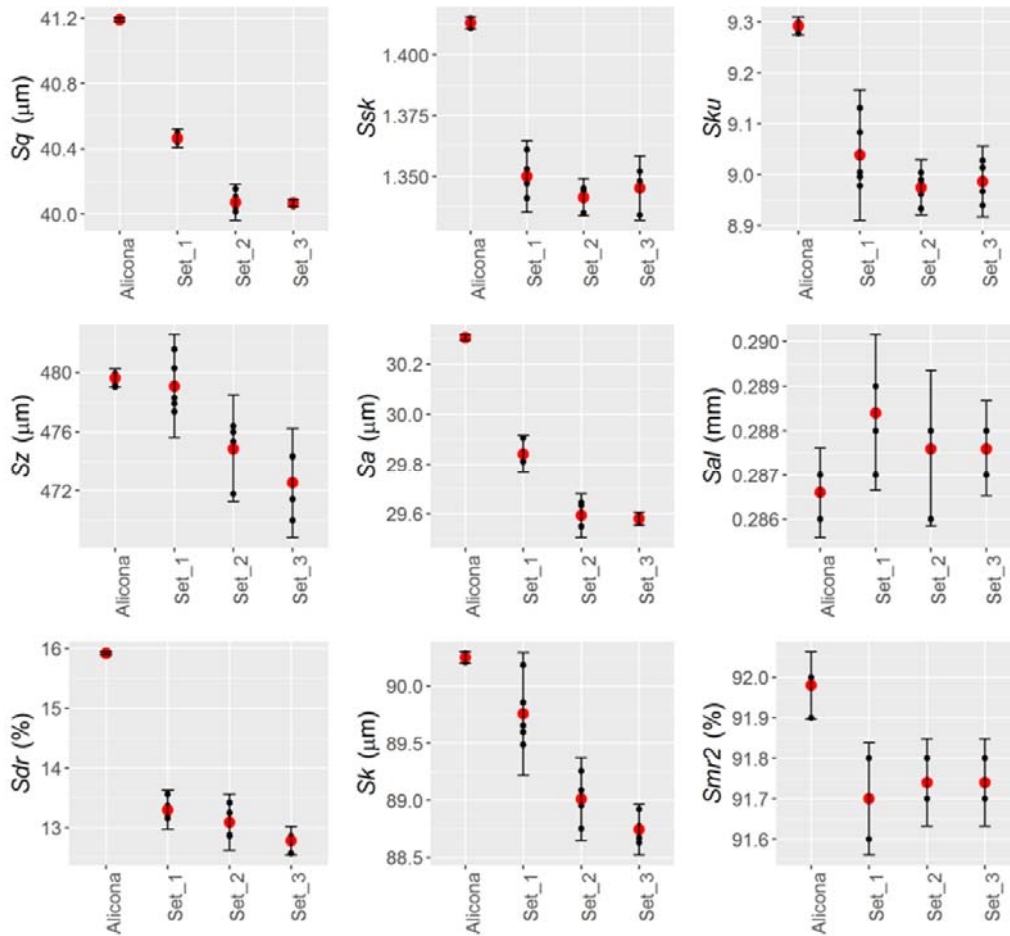 Sq (μm)
41.2
40.8
40.4
40.0
Alicona
Set_1
Set_2
Set_3
Ssk
1.400
1.375
1.350
Alicona
Set_1
Set_2
Set_3
Sku
9.3
9.2
9.1
9.0
8.9
Alicona
Set_1
Set_2
Set_3
Sz (μm)
480
476
472
Alicona
Set_1
Set_2
Set_3
Sa (μm)
30.2
30.0
29.8
29.6
Alicona
Set_1
Set_2
Set_3
Sal (mm)
0.290
0.289
0.288
0.287
0.286
Alicona
Set_1
Set_2
Set_3
Sdr (%)
16
15
14
13
Alicona
Set_1
Set_2
Set_3
Sk (μm)
90.0
89.5
89.0
88.5
Alicona
Set_1
Set_2
Set_3
Smr2 (%)
92.0
91.9
91.8
91.7
91.6
Alicona
Set_1
Set_2
Set_3